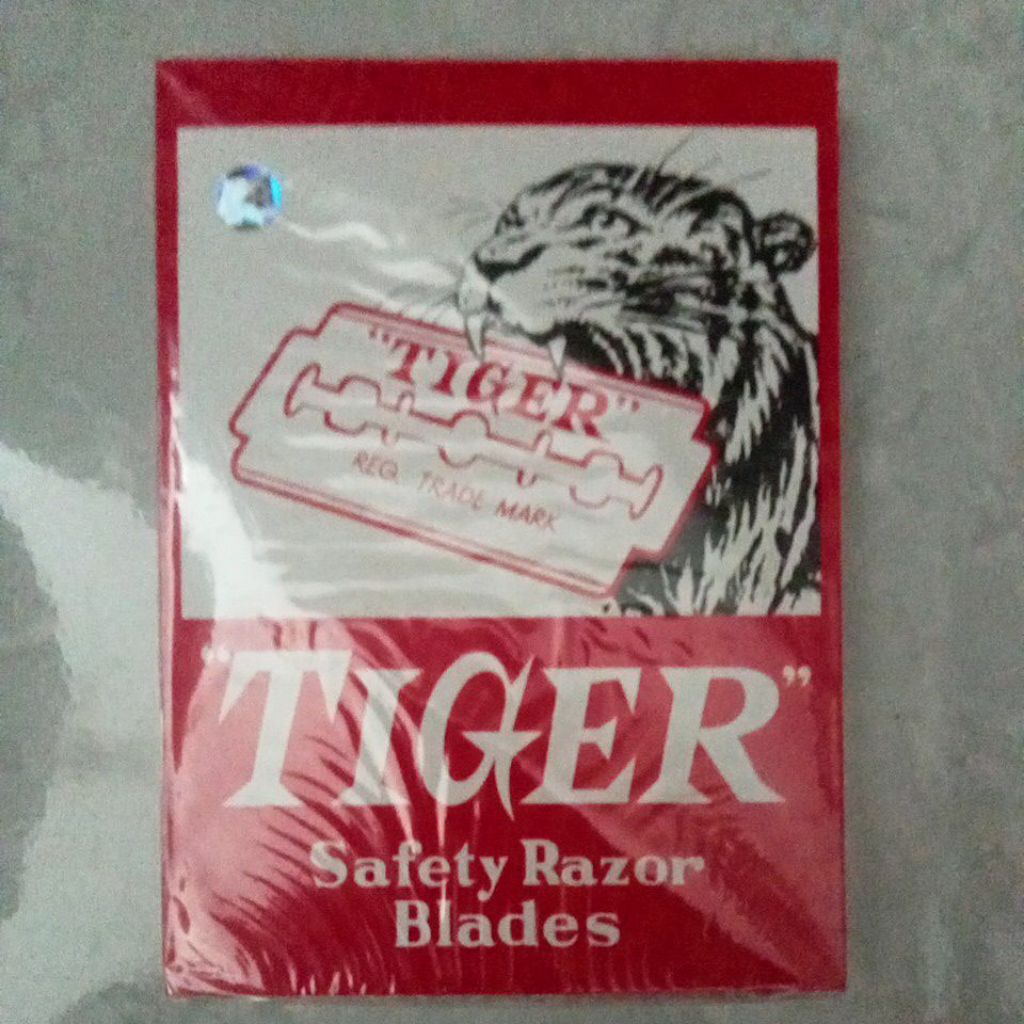 "TIGER"
REG. TRADE MARK
"TIGER"
Safety Razor
Blades